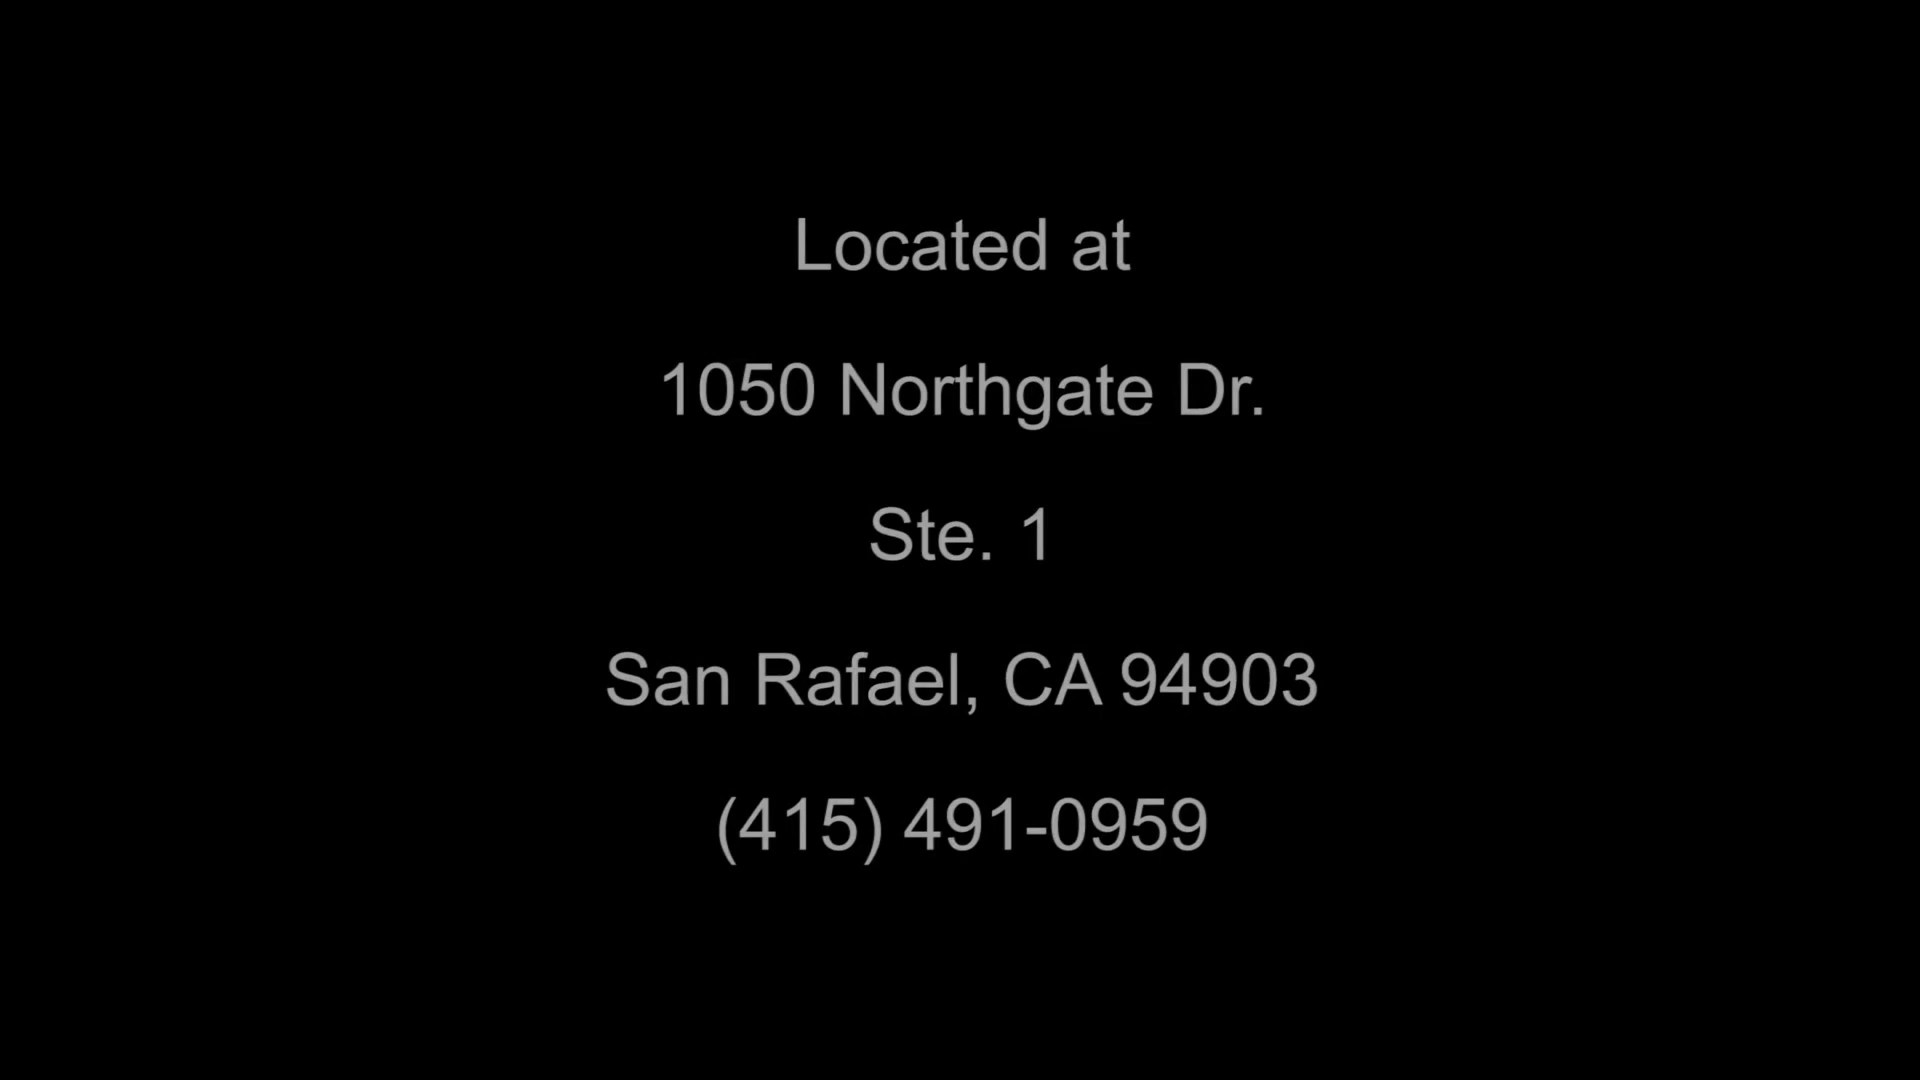 Located at
1050 Northgate Dr.
Ste. 1
San Rafael, CA 94903
(415) 491-0959